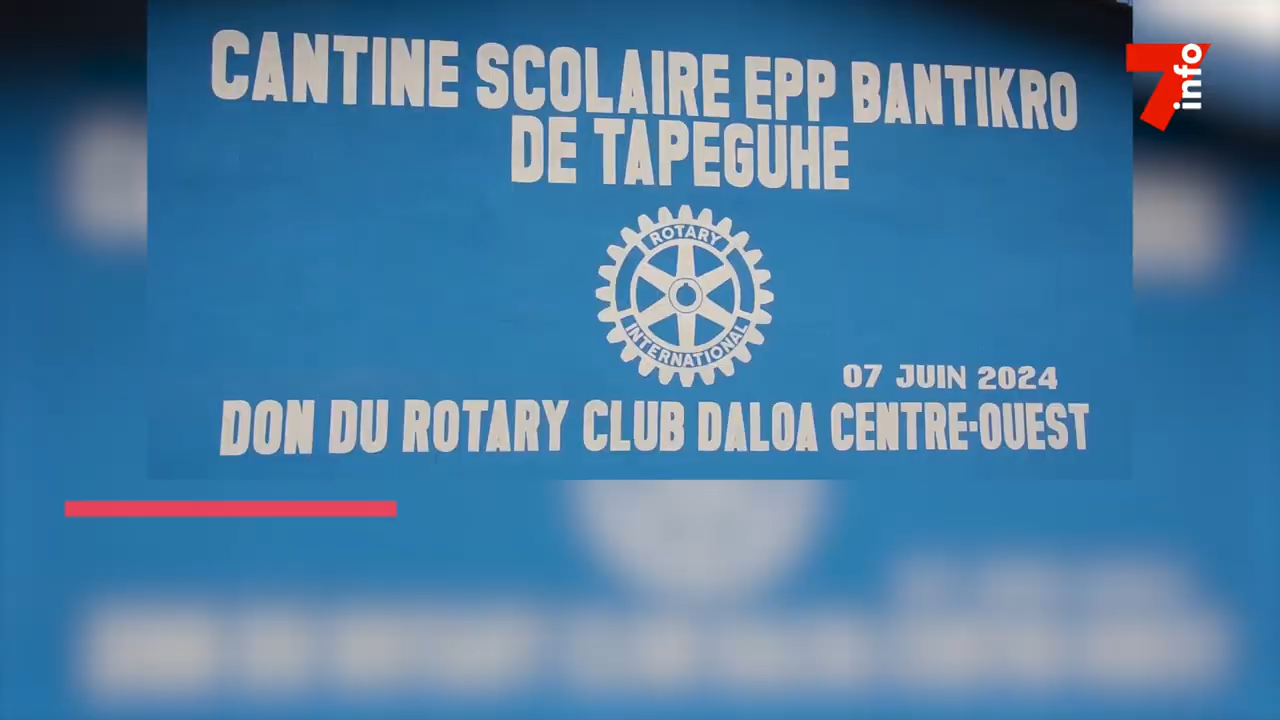 CANTINE SCOLAIRE EPP BANTIKRO
DE TAPEGUHE
ROTARY
INTERNATIONAL
07 JUIN 2024
DON DU ROTARY CLUB DALOA CENTRE-OUEST
7info